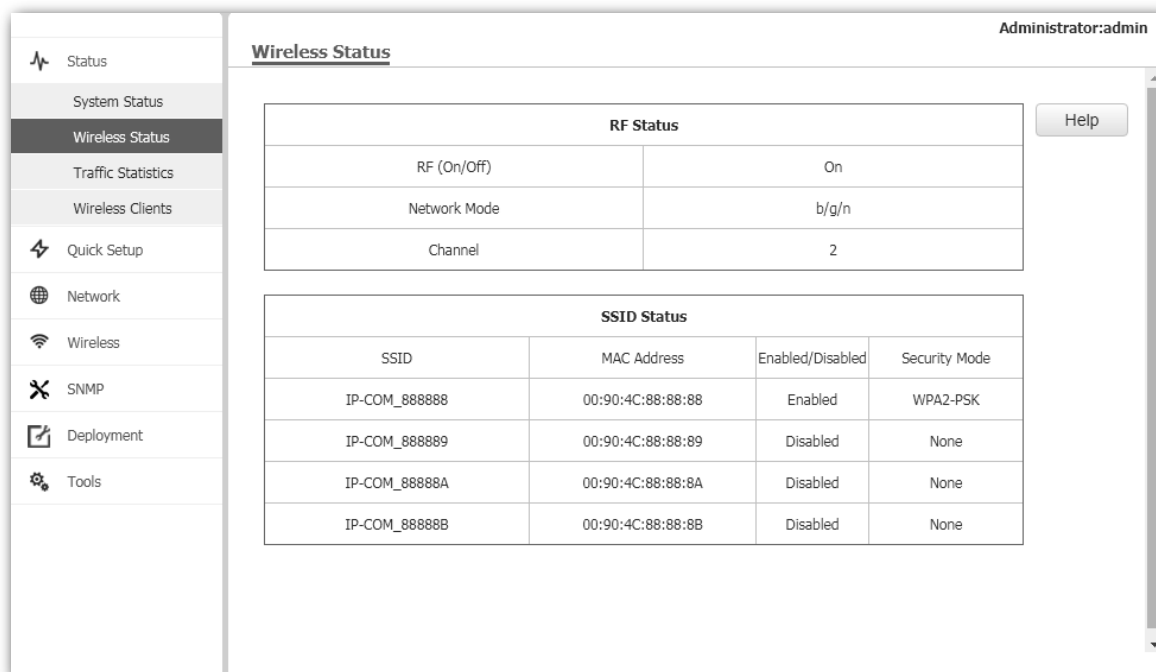 Administrator:admin
Wireless Status
Status
System Status
Wireless Status
Traffic Statistics
Wireless Clients
Quick Setup
Network
Wireless
SNMP
Deployment
Tools
RF Status
RF (On/Off) On
Network Mode b/g/n
Channel 2
Help
SSID Status
SSID MAC Address Enabled/Disabled Security Mode
IP-COM_888888 00:90:4C:88:88:88 Enabled WPA2-PSK
IP-COM_888889 00:90:4C:88:88:89 Disabled None
IP-COM_88888A 00:90:4C:88:88:8A Disabled None
IP-COM_88888B 00:90:4C:88:88:8B Disabled None